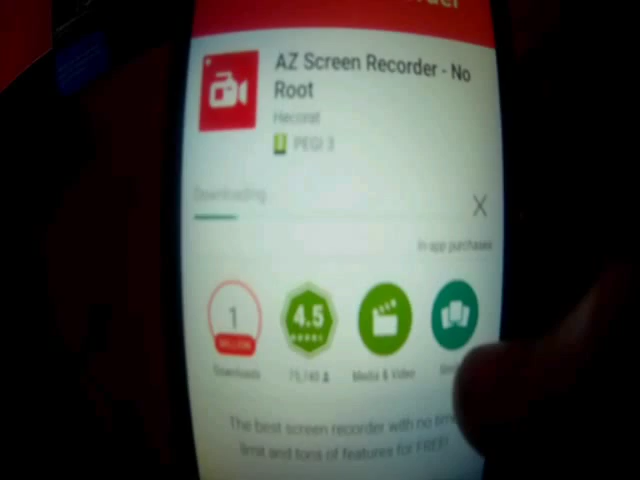 AZ Screen Recorder - No
Root
Hecorat
PEGI 3
Downloading
In app purchases
1
MILLION
4.5
Downloads
Media & Video
The best screen recorder with no time
limit and tons of features for FREE!